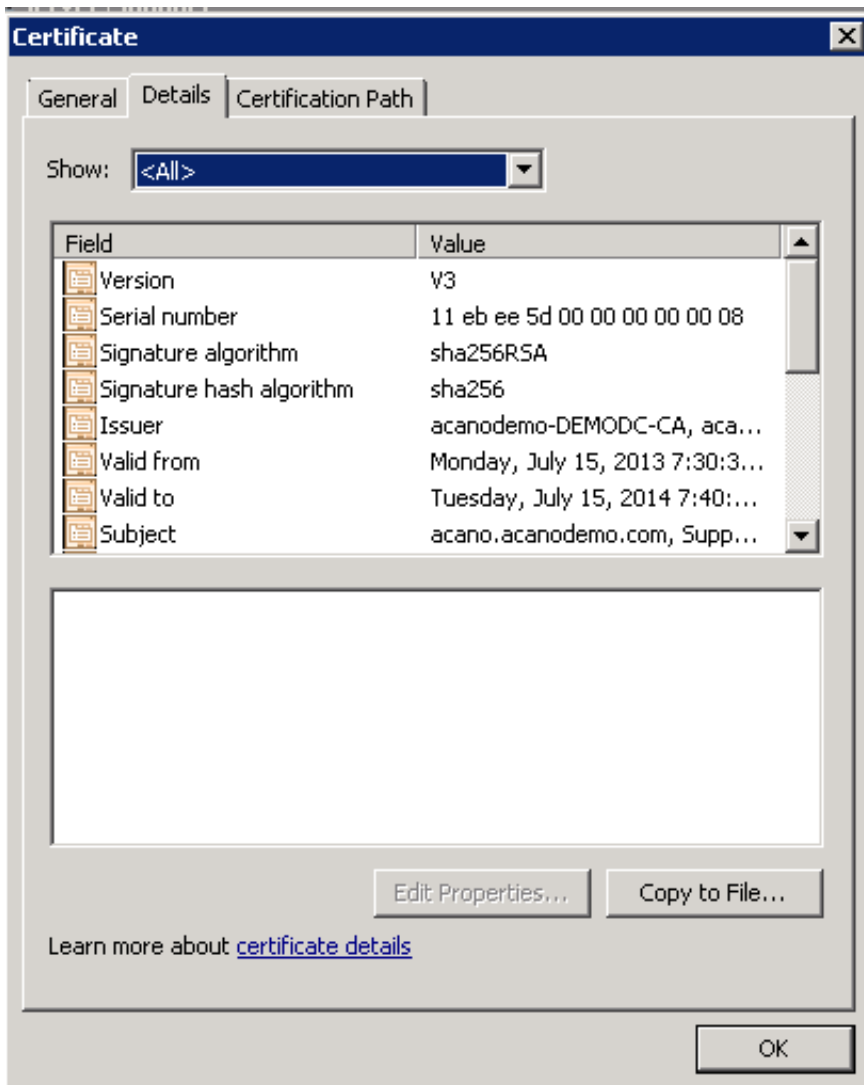 Certificate
General Details Certification Path
Show: <All>
Field Value
Version V3
Serial number 11 eb ee 5d 00 00 00 00 00 08
Signature algorithm sha256RSA
Signature hash algorithm sha256
Issuer acanodemo-DEMODC-CA, aca...
Valid from Monday, July 15, 2013 7:30:3...
Valid to Tuesday, July 15, 2014 7:40:...
Subject acano.acanodemo.com, Supp...
Edit Properties... Copy to File...
Learn more about certificate details
OK